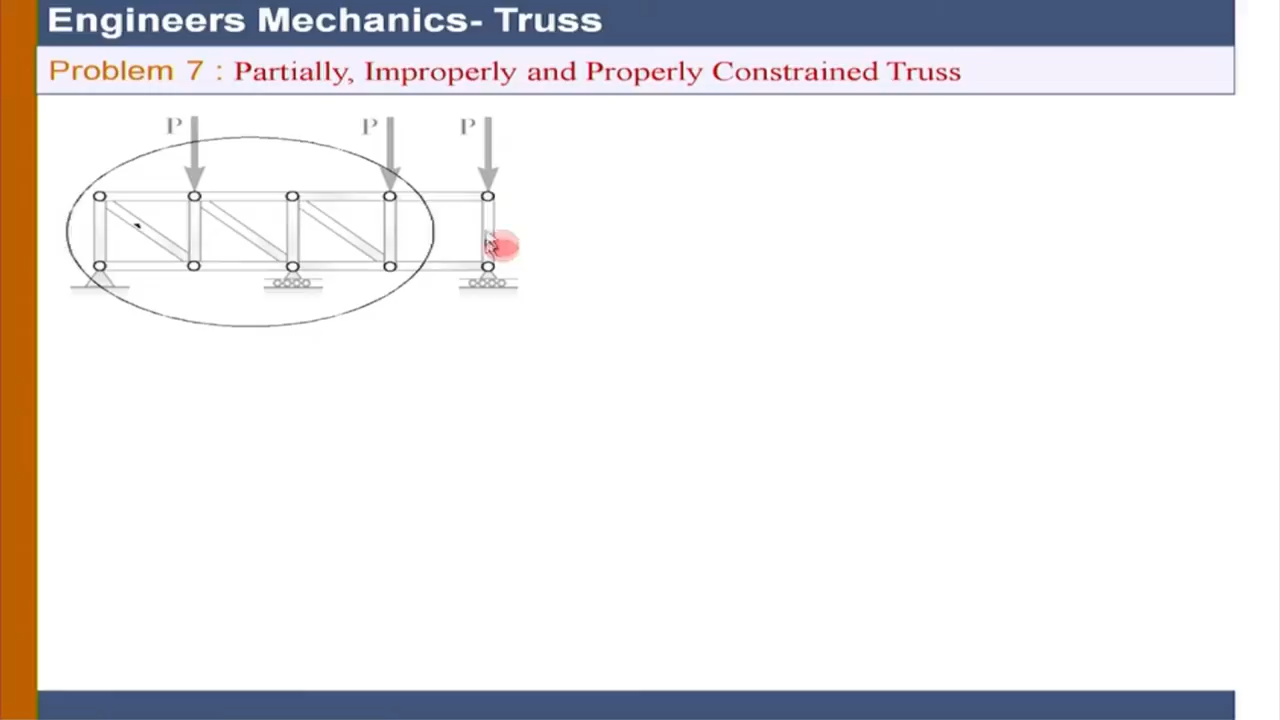 Engineers Mechanics- Truss
Problem 7 : Partially, Improperly and Properly Constrained Truss
P P P